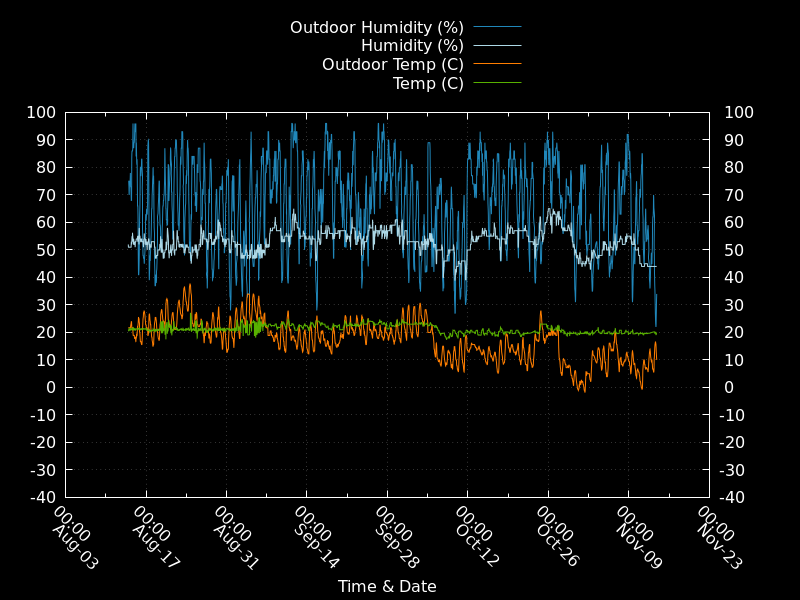 Outdoor Humidity (%)
Humidity (%)
Outdoor Temp (C)
Temp (C)
100 100
90 90
80 80
70 70
60 60
50 50
40 40
30 30
20 20
10 10
0 0
-10 -10
-20 -20
-30 -30
-40 -40
00:00 Aug-03
00:00 Aug-17
00:00 Aug-31
00:00 Sep-14
00:00 Sep-28
00:00 Oct-12
00:00 Oct-26
00:00 Nov-09
00:00 Nov-23
Time & Date